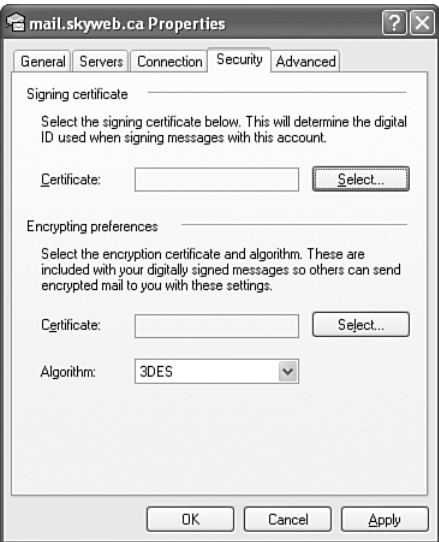 mail.skyweb.ca Properties
General Servers Connection Security Advanced
Signing certificate
Select the signing certificate below. This will determine the digital
ID used when signing messages with this account.
Certificate: Select...
Encrypting preferences
Select the encryption certificate and algorithm. These are
included with your digitally signed messages so others can send
encrypted mail to you with these settings.
Certificate: Select...
Algorithm: 3DES
OK Cancel Apply